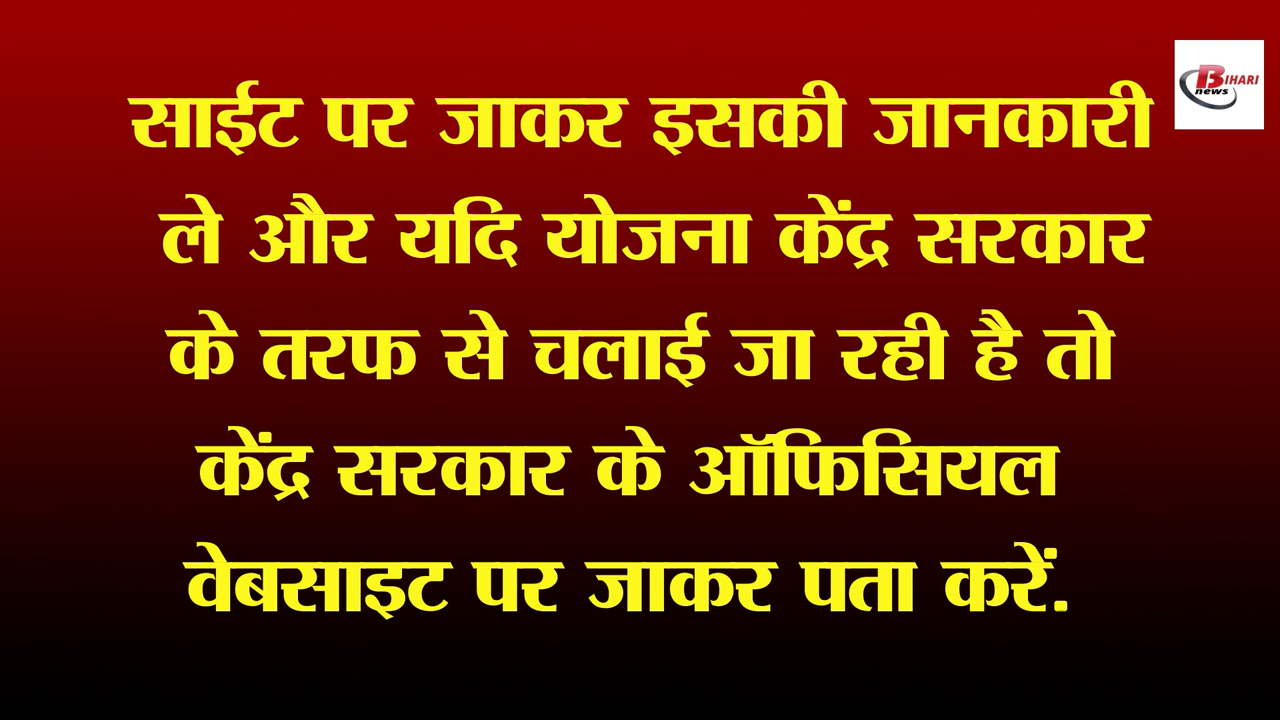 साईट पर जाकर इसकी जानकारी
ले और यदि योजना केंद्र सरकार
के तरफ से चलाई जा रही है तो
केंद्र सरकार के ऑफिसियल
वेबसाइट पर जाकर पता करें.
BIHARI
news